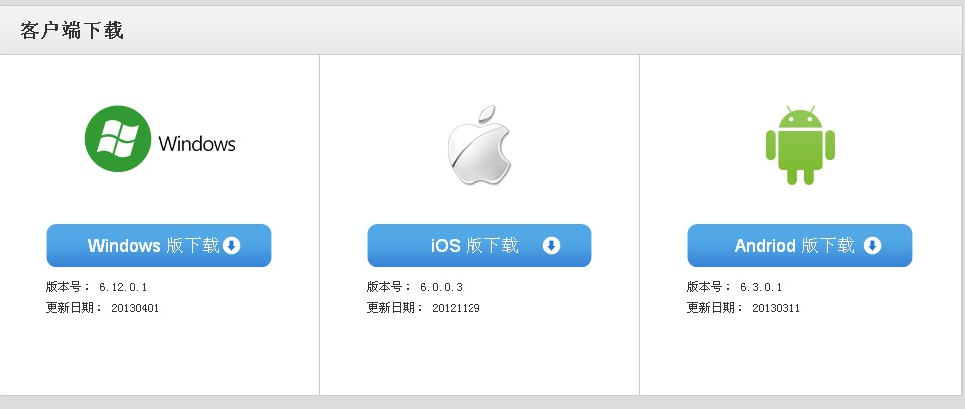 客户端下载
Windows
Windows 版下载
版本号： 6.12.0.1
更新日期： 20130401
iOS 版下载
版本号： 6.0.0.3
更新日期： 20121129
Andriod 版下载
版本号： 6.3.0.1
更新日期： 20130311